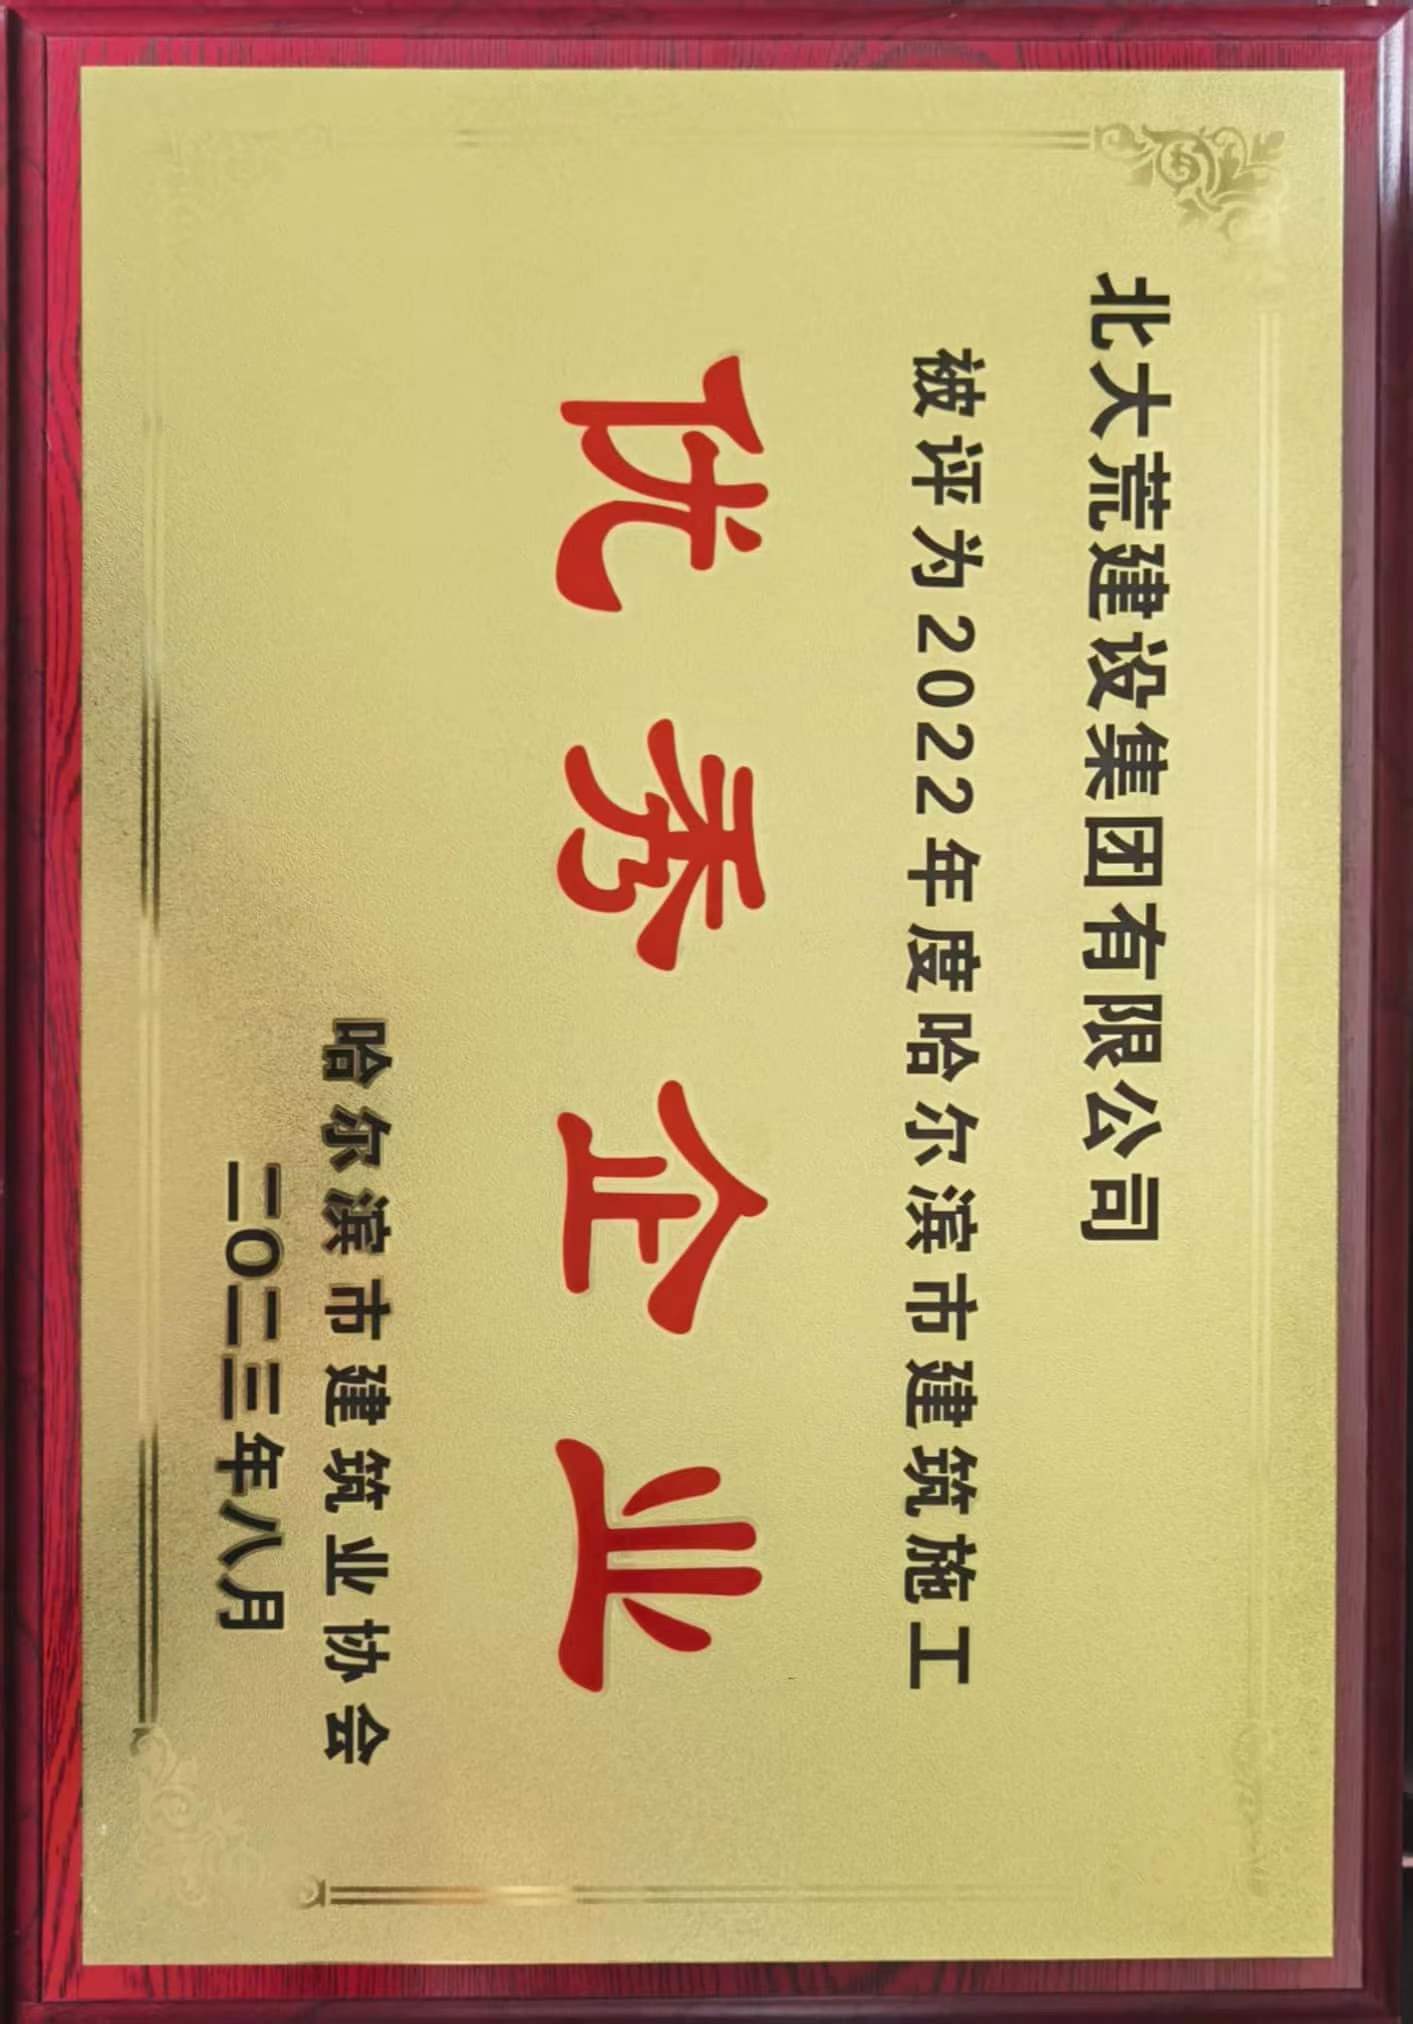 北大荒建设集团有限公司
被评为2022年度哈尔滨市建筑施工
优秀企业
哈尔滨市建筑业协会
二〇二三年八月